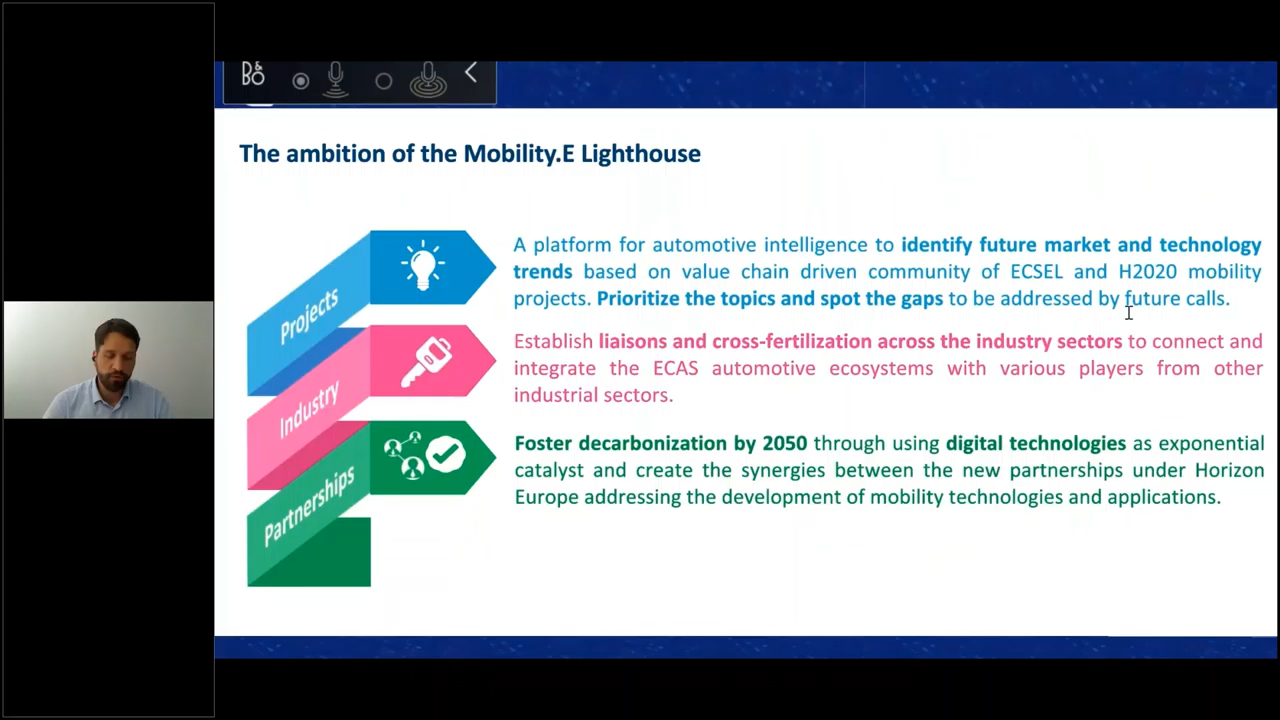 B&O
The ambition of the Mobility.E Lighthouse
Projects
A platform for automotive intelligence to identify future market and technology
trends based on value chain driven community of ECSEL and H2020 mobility
projects. Prioritize the topics and spot the gaps to be addressed by future calls.
Industry
Establish liaisons and cross-fertilization across the industry sectors to connect and
integrate the ECAS automotive ecosystems with various players from other
industrial sectors.
Partnerships
Foster decarbonization by 2050 through using digital technologies as exponential
catalyst and create the synergies between the new partnerships under Horizon
Europe addressing the development of mobility technologies and applications.